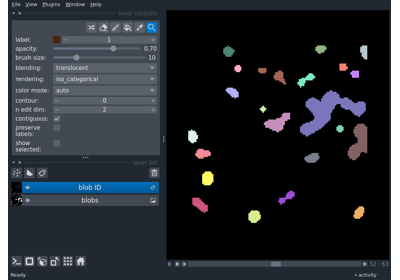 File View Plugins Window Help
layer controls
label: 1
opacity: 0.70
brush size: 10
blending: translucent
rendering: iso_categorical
color mode: auto
contour: 0
n edit dim: 2
contiguous:
preserve
labels:
show
selected:
layer list
blob ID
blobs
32 63
Ready
activity